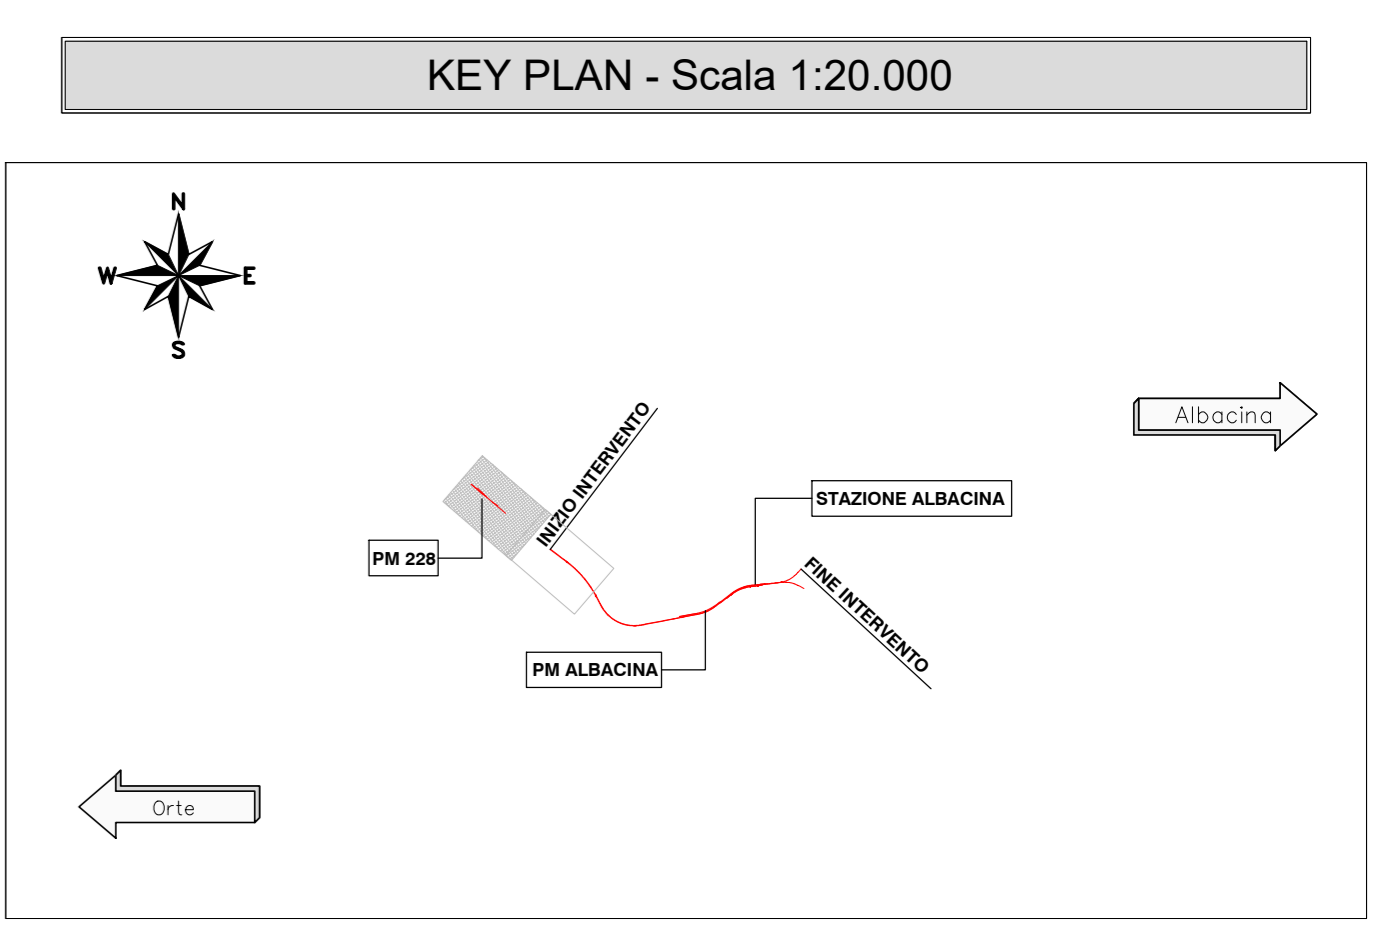 KEY PLAN - Scala 1:20.000
N
W
E
S
Albacina
INIZIO INTERVENTO
STAZIONE ALBACINA
PM 228
FINE INTERVENTO
PM ALBACINA
Orte